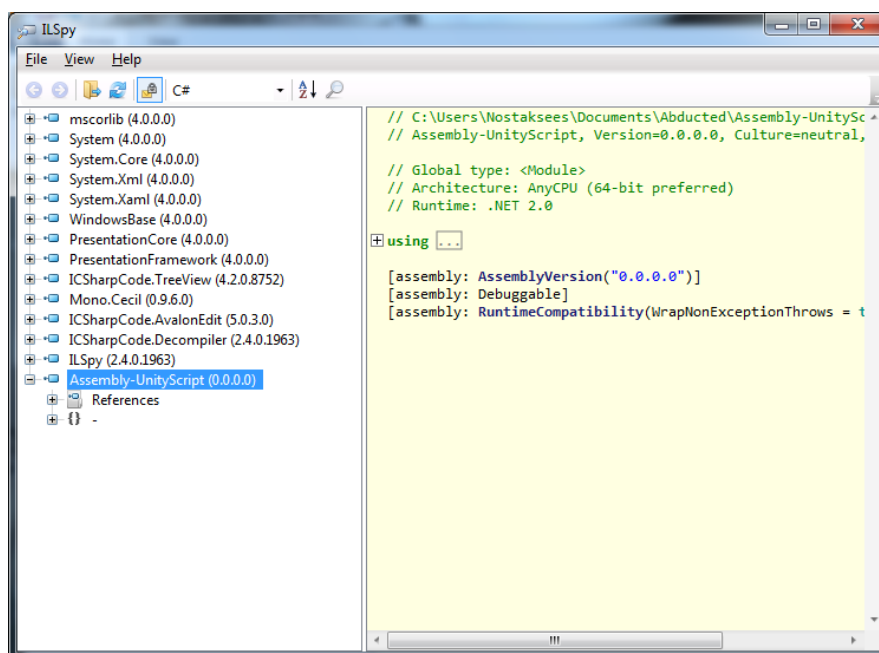 ILSpy
File View Help
C#
mscorlib (4.0.0.0)
System (4.0.0.0)
System.Core (4.0.0.0)
System.Xml (4.0.0.0)
System.Xaml (4.0.0.0)
WindowsBase (4.0.0.0)
PresentationCore (4.0.0.0)
PresentationFramework (4.0.0.0)
ICSharpCode.TreeView (4.2.0.8752)
Mono.Cecil (0.9.6.0)
ICSharpCode.AvalonEdit (5.0.3.0)
ICSharpCode.Decompiler (2.4.0.1963)
ILSpy (2.4.0.1963)
Assembly-UnityScript (0.0.0.0)
References
{} -
// C:\Users\Nostaksees\Documents\Abducted\Assembly-UnitySc
// Assembly-UnityScript, Version=0.0.0.0, Culture=neutral,
// Global type: <Module>
// Architecture: AnyCPU (64-bit preferred)
// Runtime: .NET 2.0
using ...
[assembly: AssemblyVersion("0.0.0.0")]
[assembly: Debuggable]
[assembly: RuntimeCompatibility(WrapNonExceptionThrows = t